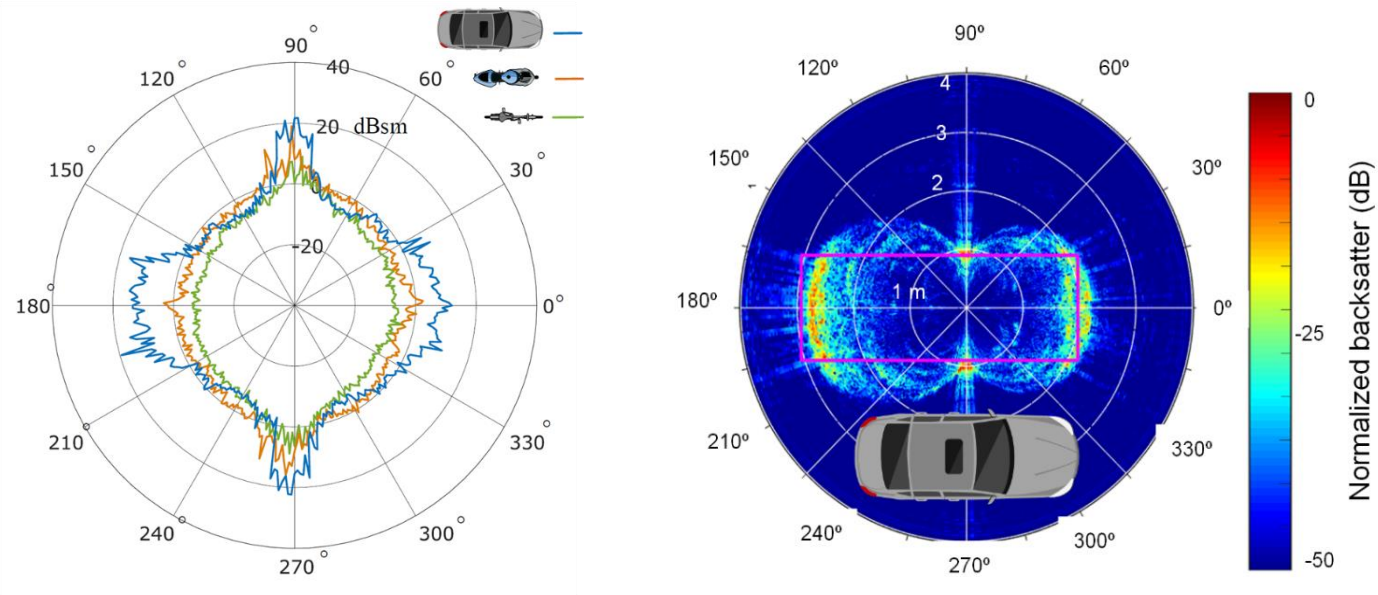 90°
40
120°
60°
20
dBsm
150°
30°
0
-20
180°
0°
210°
330°
240°
300°
270°
90º
120º
60º
4
3
150º
30º
2
1 m
180º
0º
210º
330º
240º
300º
270º
0
-25
-50
Normalized backsatter (dB)